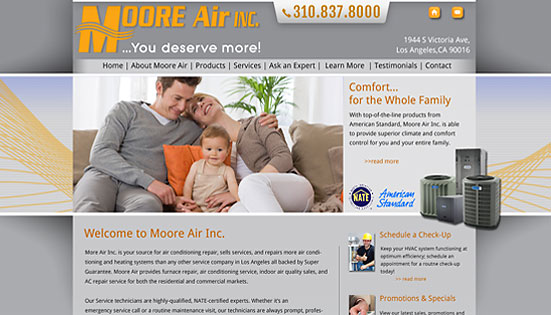 MOORE Air INC.
...You deserve more!
310.837.8000
1944 S Victoria Ave,
Los Angeles,CA 90016
Home | About Moore Air | Products | Services | Ask an Expert | Learn More | Testimonials | Contact
Comfort...
for the Whole Family
With top-of-the-line products from
American Standard, Moore Air Inc. is able
to provide superior climate and comfort
control for you and your entire family.
>>read more
NATE
American
Standard
Welcome to Moore Air Inc.
Moore Air Inc. is your source for air conditioning repair, sells services, and repairs more air condi-
tioning and heating systems than any other service company in Los Angeles all backed by Super
Guarantee. Moore Air provides furnace repair, air conditioning service, indoor air quality sales, and
AC repair service for both the residential and commercial markets.
Our Service technicians are highly-qualified, NATE-certified experts. Whether it's an
emergency service call or a routine maintenance visit, our technicians are always prompt, profes-
Schedule a Check-Up
Keep your HVAC system functioning at
optimum efficiency; schedule an
appointment for a routine check-up
today!
>> read more
Promotions & Specials
View our latest sales, promotions and